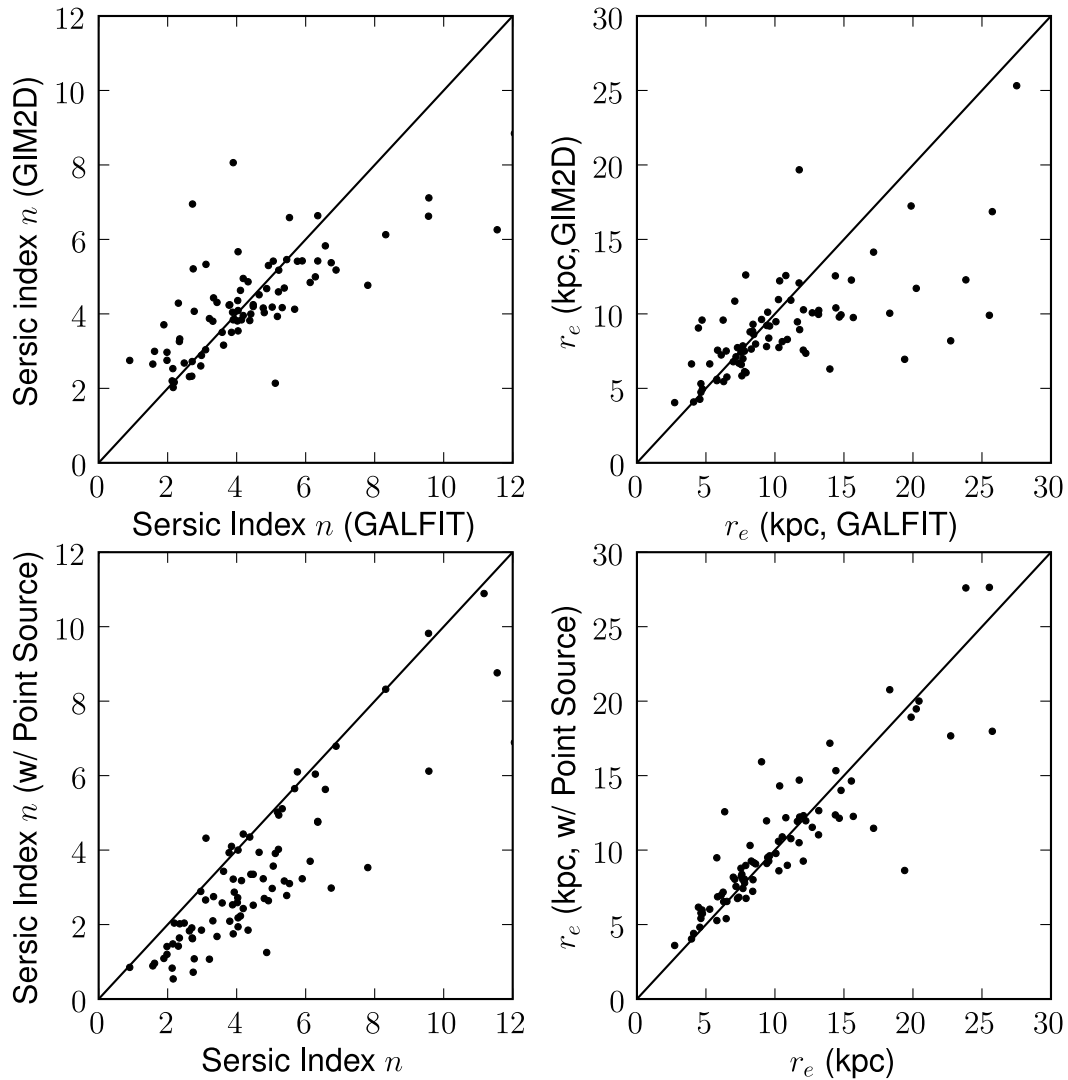 12
10
8
6
4
2
0
Sersic index n (GIM2D)
0 2 4 6 8 10 12
Sersic Index n (GALFIT)
30
25
20
15
10
5
0
r_e (kpc,GIM2D)
0 5 10 15 20 25 30
r_e (kpc, GALFIT)
12
10
8
6
4
2
0
Sersic Index n (w/ Point Source)
0 2 4 6 8 10 12
Sersic Index n
30
25
20
15
10
5
0
r_e (kpc, w/ Point Source)
0 5 10 15 20 25 30
r_e (kpc)